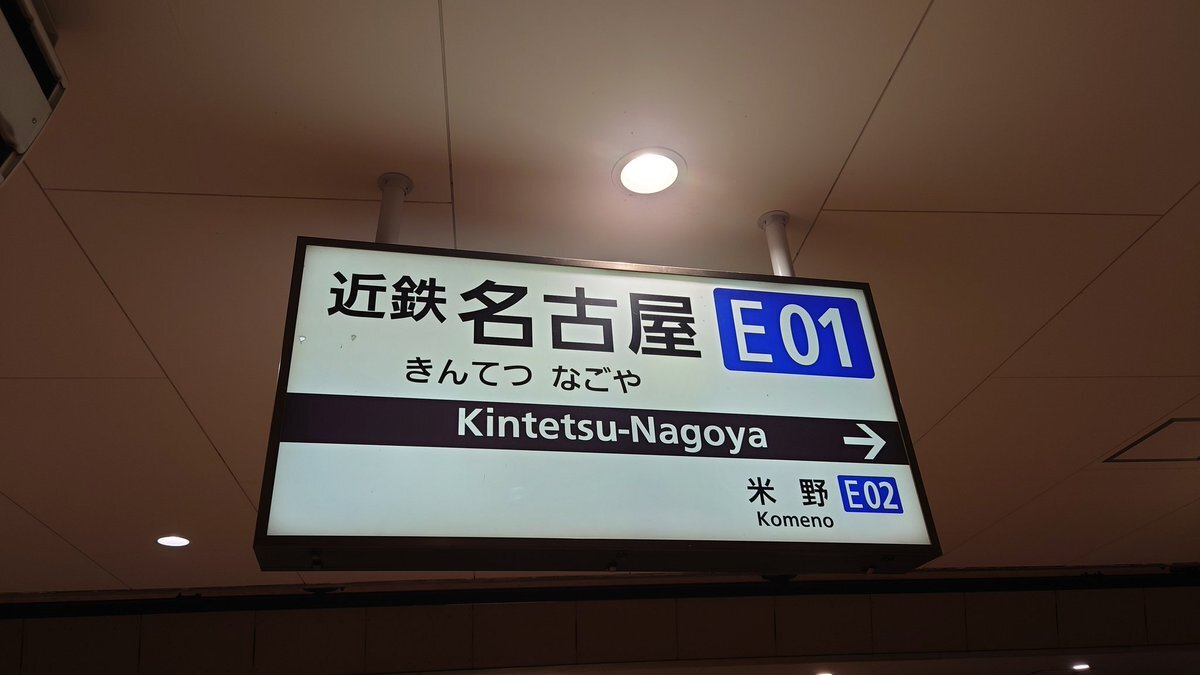 近鉄名古屋 E01
きんてつ なごや
Kintetsu-Nagoya →
米野 E02
Komeno